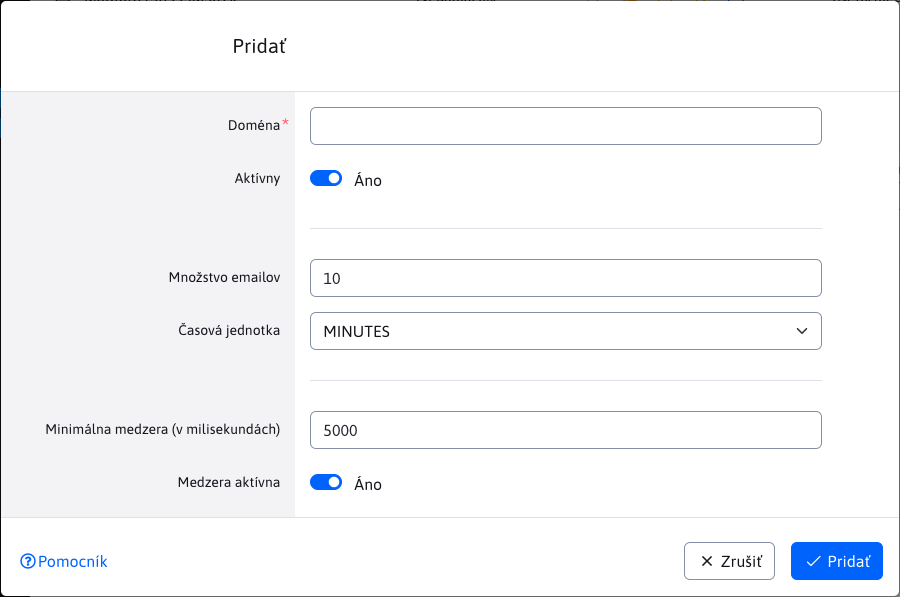 Pridať
Doména*
Aktívny Áno
Množstvo emailov 10
Časová jednotka MINUTES
Minimálna medzera (v milisekundách) 5000
Medzera aktívna Áno
Pomocník Zrušiť Pridať